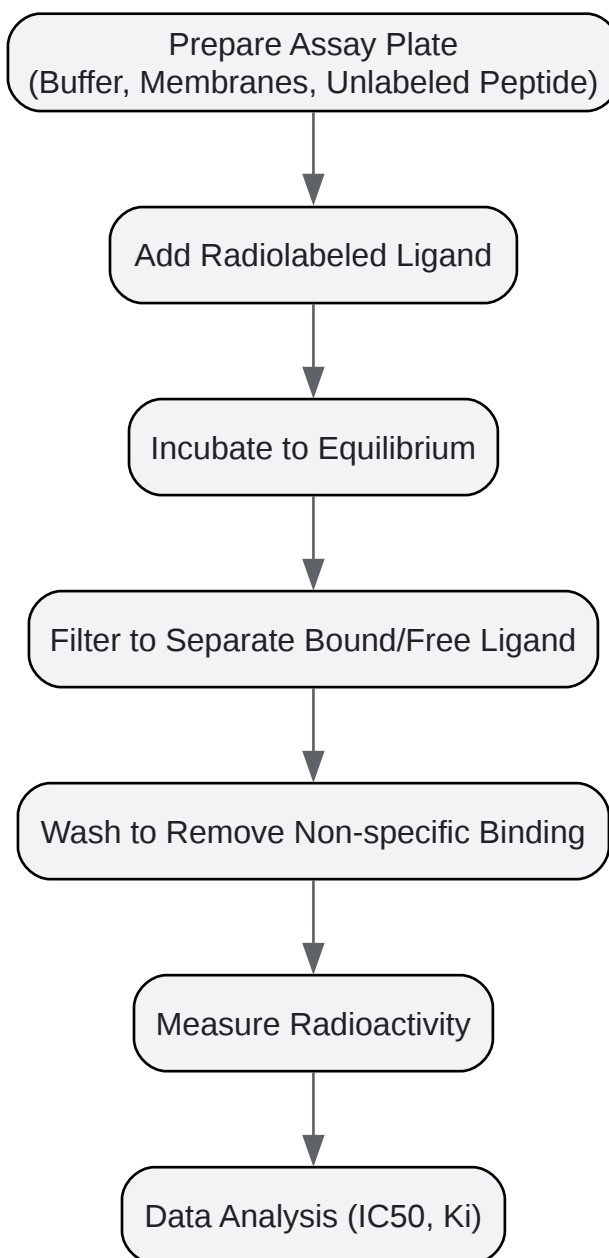 Prepare Assay Plate
(Buffer, Membranes, Unlabeled Peptide)
Add Radiolabeled Ligand
Incubate to Equilibrium
Filter to Separate Bound/Free Ligand
Wash to Remove Non-specific Binding
Measure Radioactivity
Data Analysis (IC50, Ki)